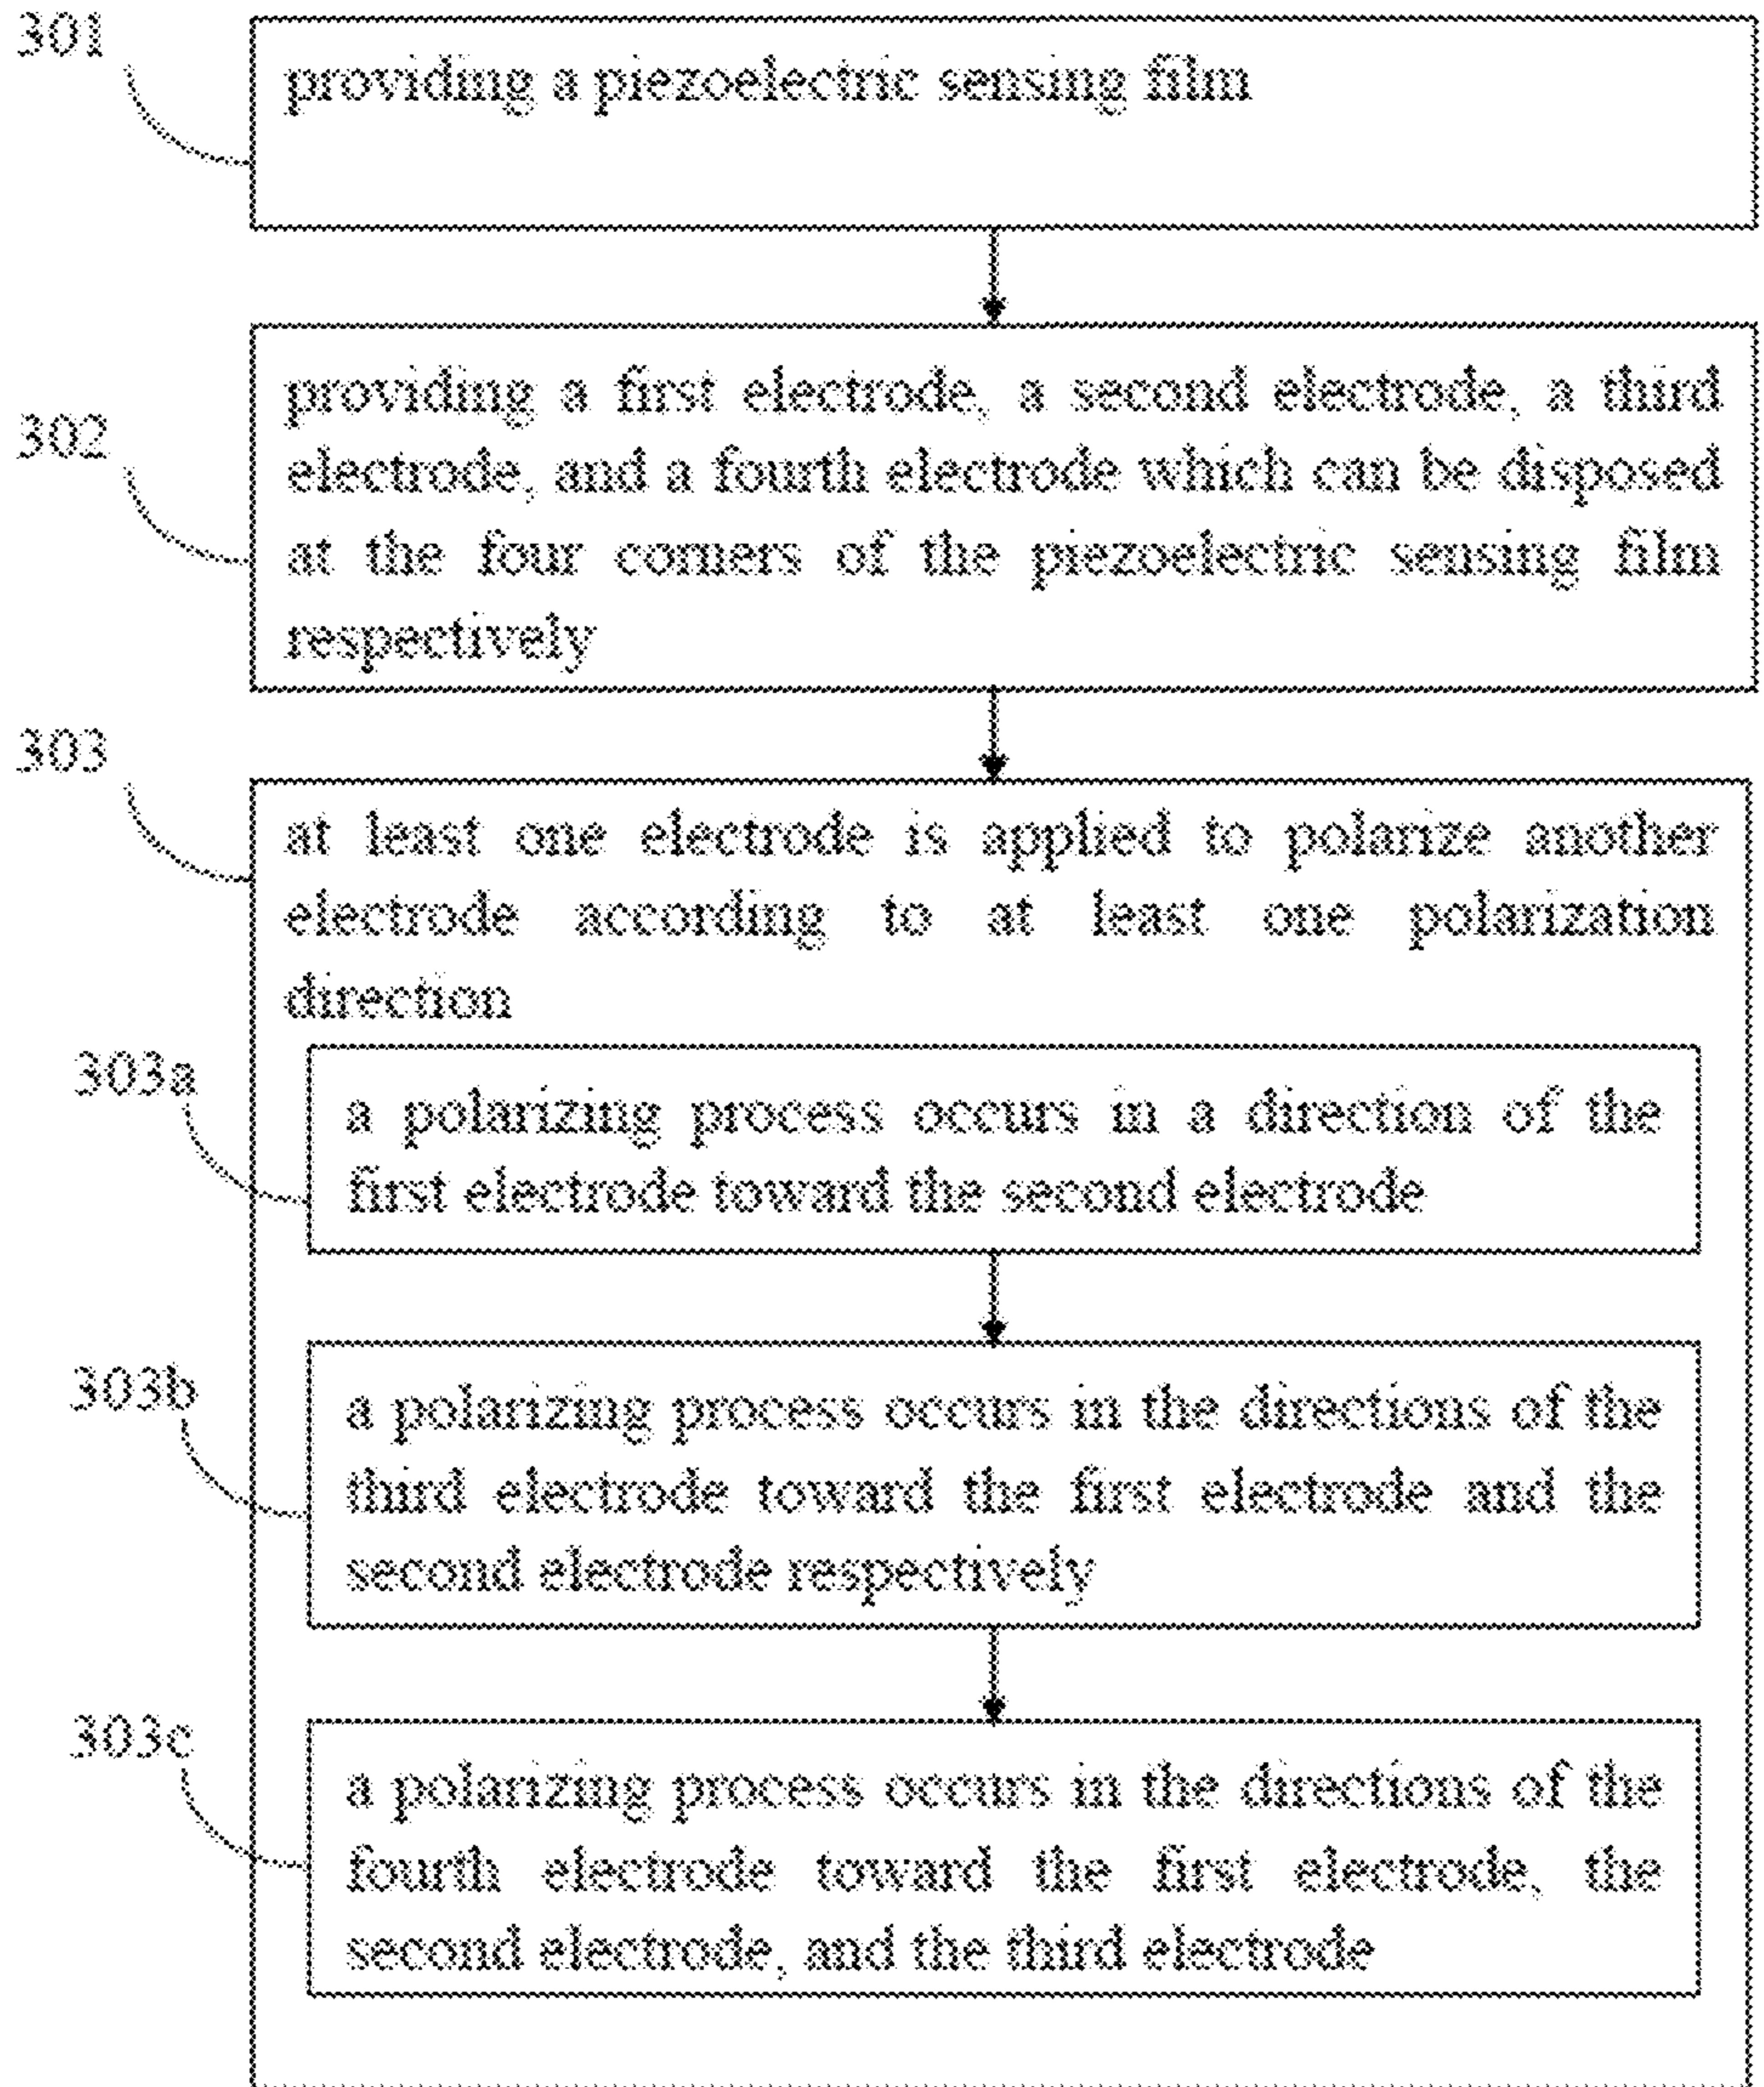 301
providing a piezoelectric sensing film
302
providing a first electrode, a second electrode, a third
electrode, and a fourth electrode which can be disposed
at the four corners of the piezoelectric sensing film
respectively
303
at least one electrode is applied to polarize another
electrode according to at least one polarization
direction
303a
a polarizing process occurs in a direction of the
first electrode toward the second electrode
303b
a polarizing process occurs in the directions of the
third electrode toward the first electrode and the
second electrode respectively
303c
a polarizing process occurs in the directions of the
fourth electrode toward the first electrode, the
second electrode, and the third electrode